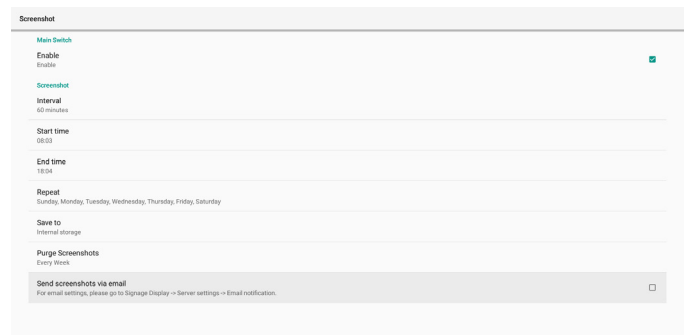 Screenshot
Main Switch
Enable
Enable
Screenshot
Interval
60 minutes
Start time
08:03
End time
18:04
Repeat
Sunday, Monday, Tuesday, Wednesday, Thursday, Friday, Saturday
Save to
Internal storage
Purge Screenshots
Every Week
Send screenshots via email
For email settings, please go to Signage Display -> Server settings -> Email notification.